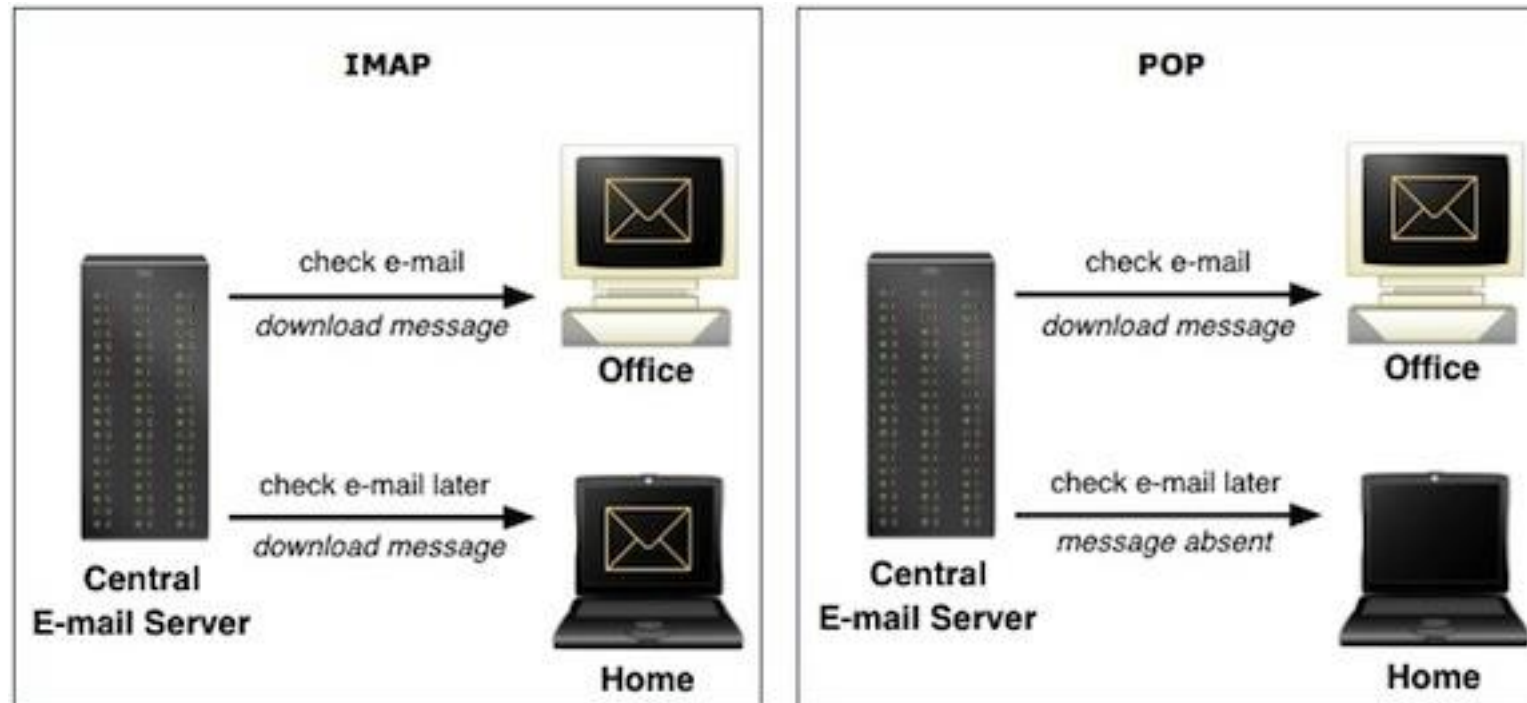 IMAP
check e-mail
download message
Office
check e-mail later
download message
Central
E-mail Server
Home
POP
check e-mail
download message
Office
check e-mail later
message absent
Central
E-mail Server
Home